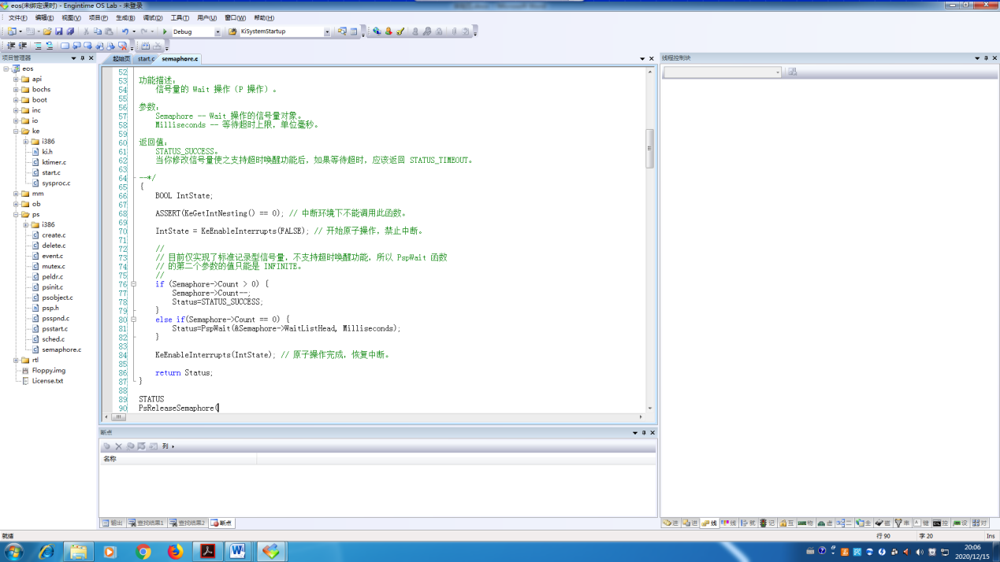 eos(未绑定课时) - Engintime OS Lab - 未登录
文件(F) 编辑(E) 视图(V) 项目(P) 生成(B) 调试(D) 工具(T) 用户(U) 窗口(W) 帮助(H)
Debug KiSystemStartup
项目管理器
eos
api
bochs
boot
inc
io
ke
i386
ki.h
ktimer.c
start.c
sysproc.c
mm
ob
ps
i386
create.c
delete.c
event.c
mutex.c
peldr.c
psinit.c
psobject.c
psp.h
psspnd.c
psstart.c
sched.c
semaphore.c
rtl
Floppy.img
License.txt
起始页 start.c semaphore.c
52
53 功能描述:
54 信号量的 Wait 操作（P 操作）。
55
56 参数:
57 Semaphore -- Wait 操作的信号量对象。
58 Milliseconds -- 等待超时上限，单位毫秒。
59
60 返回值:
61 STATUS_SUCCESS。
62 当你修改信号量使之支持超时唤醒功能后，如果等待超时，应该返回 STATUS_TIMEOUT。
63
64 --*/
65 {
66 BOOL IntState;
67
68 ASSERT(KeGetIntNesting() == 0); // 中断环境下不能调用此函数。
69
70 IntState = KeEnableInterrupts(FALSE); // 开始原子操作，禁止中断。
71
72 //
73 // 目前仅实现了标准记录型信号量，不支持超时唤醒功能，所以 PspWait 函数
74 // 的第二个参数的值只能是 INFINITE。
75 //
76 if (Semaphore->Count > 0) {
77 Semaphore->Count--;
78 Status=STATUS_SUCCESS;
79 }
80 else if(Semaphore->Count == 0) {
81 Status=PspWait(&Semaphore->WaitListHead, Milliseconds);
82 }
83
84 KeEnableInterrupts(IntState); // 原子操作完成，恢复中断。
85
86 return Status;
87 }
88
89 STATUS
90 PsReleaseSemaphore(
断点
列
名称
输出 查找结果1 查找结果2 断点
线程控制块
就绪
行 90 字 20 Ins
20:06
2020/12/15